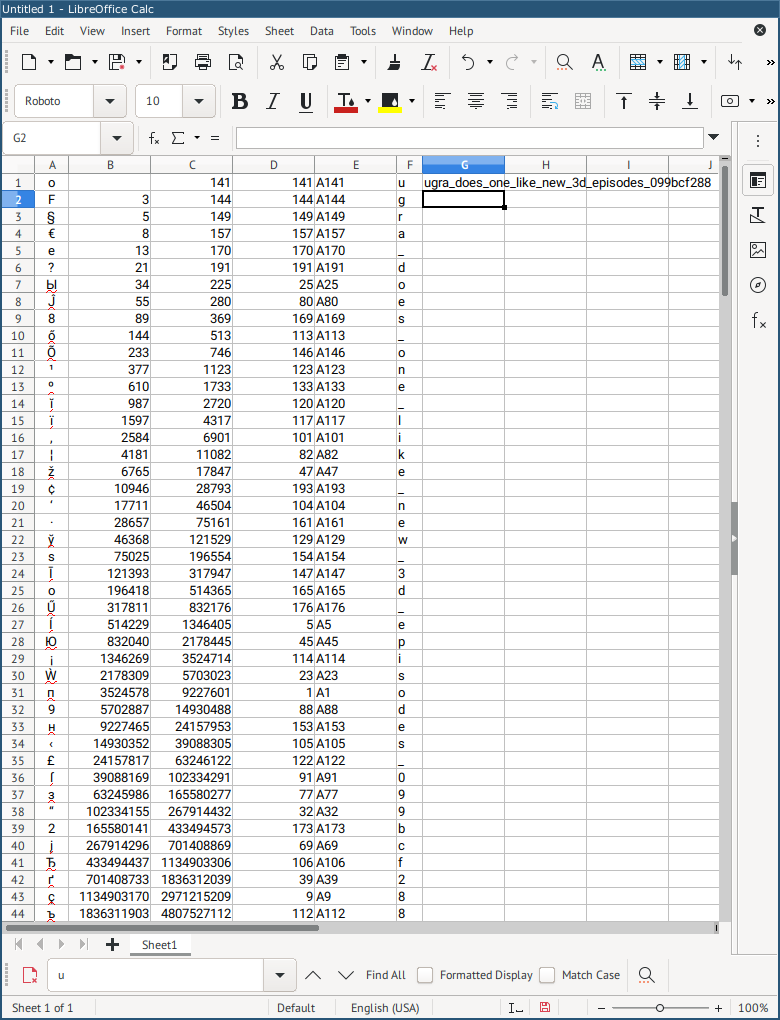 Untitled 1 - LibreOffice Calc
File Edit View Insert Format Styles Sheet Data Tools Window Help
Roboto 10 B I U
G2 fx Σ =
A B C D E F G H I J
1 o 141 141 A141 u ugra_does_one_like_new_3d_episodes_099bcf288
2 F 3 144 144 A144 g
3 § 5 149 149 A149 r
4 € 8 157 157 A157 a
5 e 13 170 170 A170 _
6 ? 21 191 191 A191 d
7 Ы 34 225 25 A25 o
8 Ĵ 55 280 80 A80 e
9 8 89 369 169 A169 s
10 ő 144 513 113 A113 _
11 Õ 233 746 146 A146 o
12 ¹ 377 1123 123 A123 n
13 º 610 1733 133 A133 e
14 ї 987 2720 120 A120 _
15 ï 1597 4317 117 A117 l
16 , 2584 6901 101 A101 i
17 ¦ 4181 11082 82 A82 k
18 ž 6765 17847 47 A47 e
19 ¢ 10946 28793 193 A193 _
20 ‘ 17711 46504 104 A104 n
21 · 28657 75161 161 A161 e
22 ў 46368 121529 129 A129 w
23 s 75025 196554 154 A154 _
24 Ī 121393 317947 147 A147 3
25 o 196418 514365 165 A165 d
26 Ű 317811 832176 176 A176 _
27 Í 514229 1346405 5 A5 e
28 Ю 832040 2178445 45 A45 p
29 ¡ 1346269 3524714 114 A114 i
30 Ẁ 2178309 5703023 23 A23 s
31 п 3524578 9227601 1 A1 o
32 9 5702887 14930488 88 A88 d
33 н 9227465 24157953 153 A153 e
34 ‹ 14930352 39088305 105 A105 s
35 £ 24157817 63246122 122 A122 _
36 ſ 39088169 102334291 91 A91 0
37 з 63245986 165580277 77 A77 9
38 “ 102334155 267914432 32 A32 9
39 2 165580141 433494573 173 A173 b
40 į 267914296 701408869 69 A69 c
41 Ђ 433494437 1134903306 106 A106 f
42 ґ 701408733 1836312039 39 A39 2
43 ç 1134903170 2971215209 9 A9 8
44 ъ 1836311903 4807527112 112 A112 8
Sheet1
u Find All Formatted Display Match Case
Sheet 1 of 1 Default English (USA) 100%